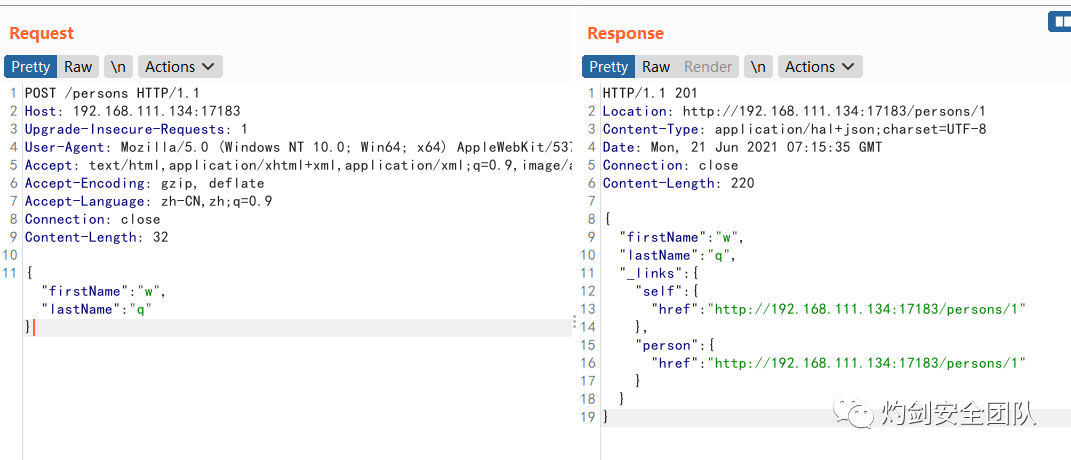 Request
Pretty Raw \n Actions
1 POST /persons HTTP/1.1
2 Host: 192.168.111.134:17183
3 Upgrade-Insecure-Requests: 1
4 User-Agent: Mozilla/5.0 (Windows NT 10.0; Win64; x64) AppleWebKit/537
5 Accept: text/html,application/xhtml+xml,application/xml;q=0.9,image/a
6 Accept-Encoding: gzip, deflate
7 Accept-Language: zh-CN,zh;q=0.9
8 Connection: close
9 Content-Length: 32
10
11 {
"firstName":"w",
"lastName":"q"
}
Response
Pretty Raw Render \n Actions
1 HTTP/1.1 201
2 Location: http://192.168.111.134:17183/persons/1
3 Content-Type: application/hal+json;charset=UTF-8
4 Date: Mon, 21 Jun 2021 07:15:35 GMT
5 Connection: close
6 Content-Length: 220
7
8 {
9 "firstName":"w",
10 "lastName":"q",
11 "_links":{
12 "self":{
13 "href":"http://192.168.111.134:17183/persons/1"
14 },
15 "person":{
16 "href":"http://192.168.111.134:17183/persons/1"
17 }
18 }
19 }
灼剑安全团队